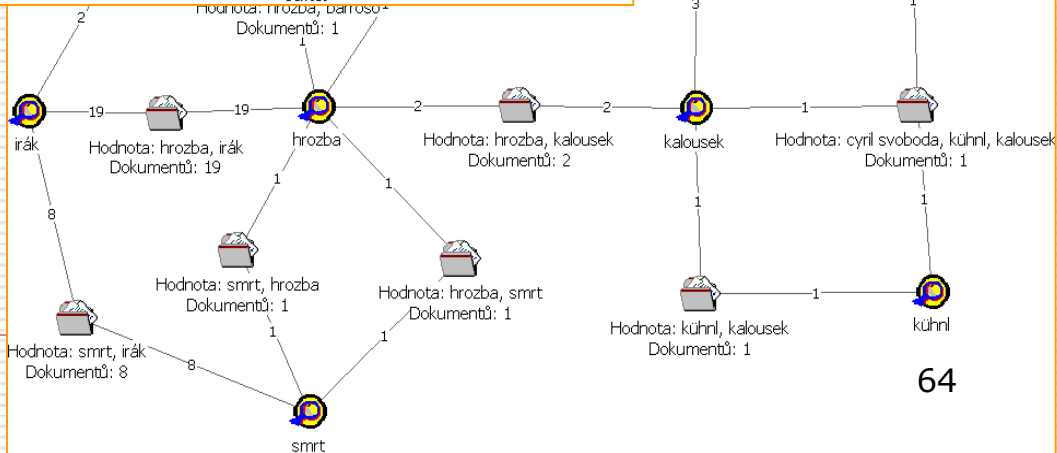 2
3
1
1
Hodnota: hrozba, barroso
Dokumentů: 1
1
19
19
2
2
1
irák
Hodnota: hrozba, irák
Dokumentů: 19
hrozba
Hodnota: hrozba, kalousek
Dokumentů: 2
kalousek
Hodnota: cyril svoboda, kühnl, kalousek
Dokumentů: 1
8
1
1
1
1
Hodnota: smrt, hrozba
Dokumentů: 1
Hodnota: hrozba, smrt
Dokumentů: 1
1
Hodnota: kühnl, kalousek
Dokumentů: 1
kühnl
Hodnota: smrt, irák
Dokumentů: 8
8
1
1
64
smrt